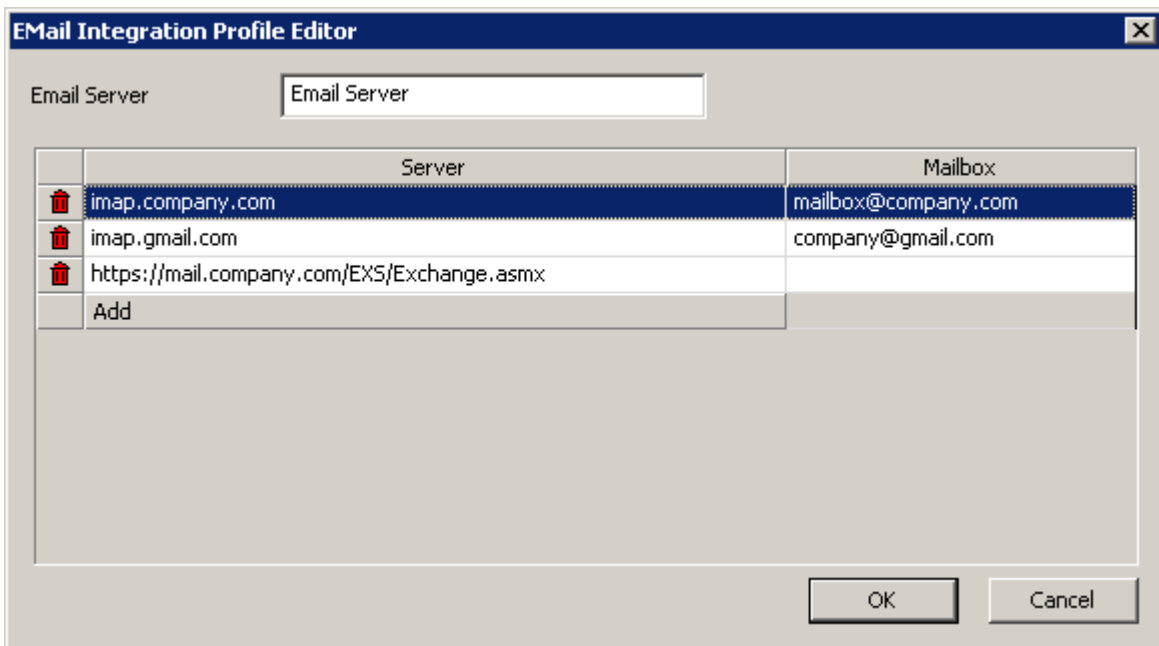 EMail Integration Profile Editor
Email Server Email Server
Server Mailbox
imap.company.com mailbox@company.com
imap.gmail.com company@gmail.com
https://mail.company.com/EXS/Exchange.asmx
Add
OK Cancel